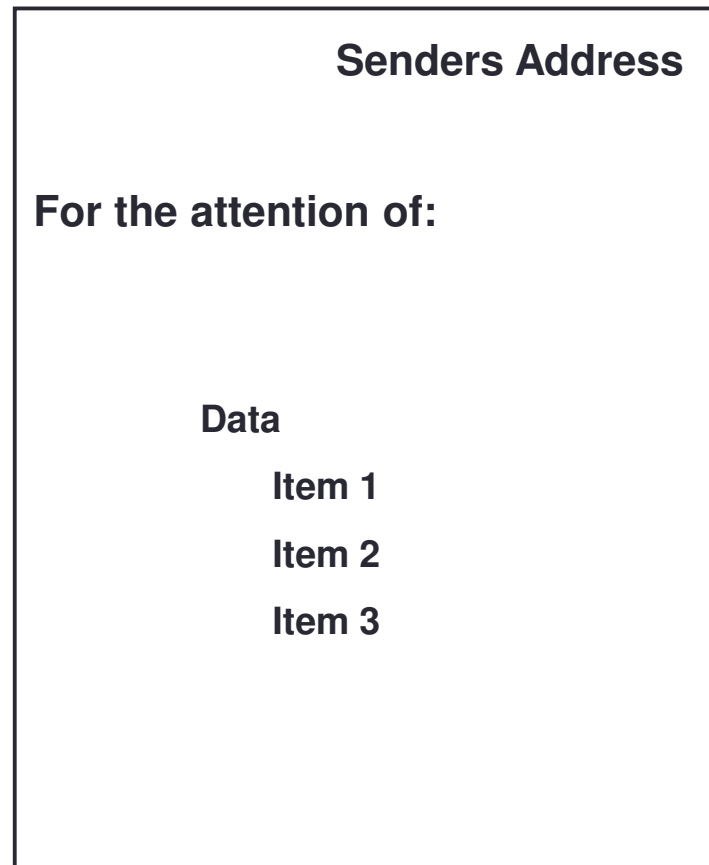 Senders Address
For the attention of:
Data
Item 1
Item 2
Item 3